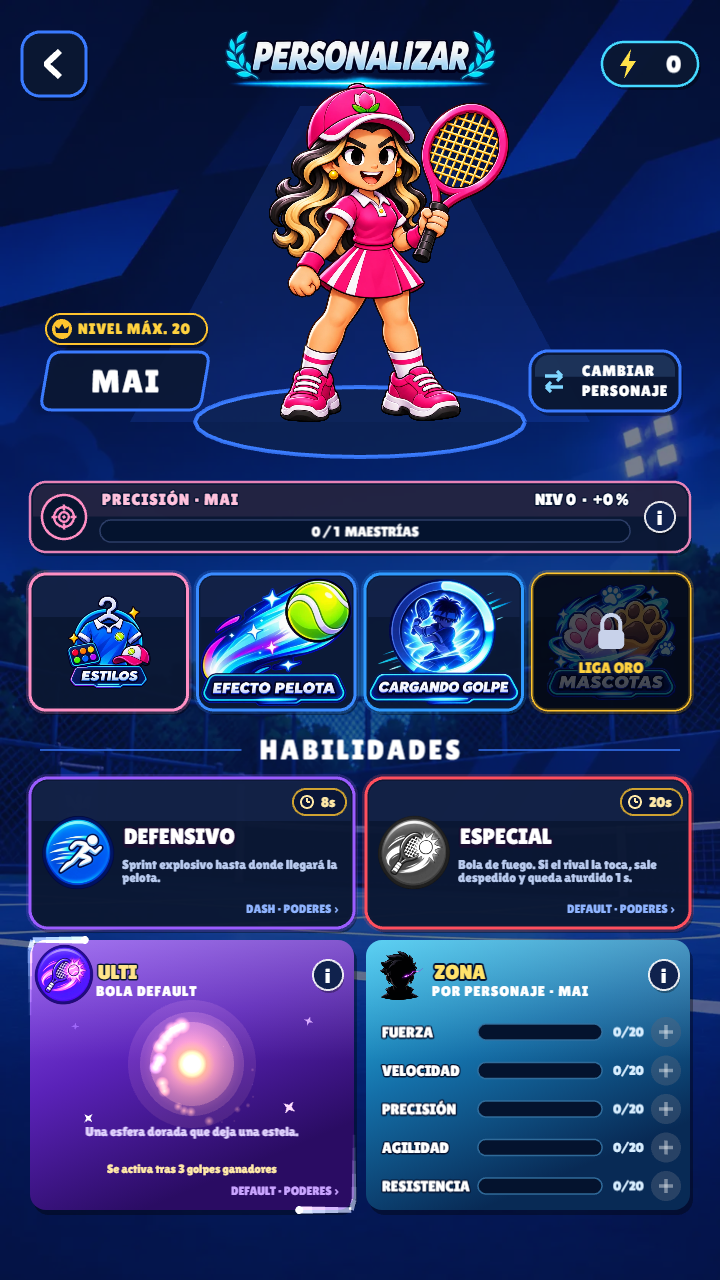 PERSONALIZAR
0
NIVEL MÁX. 20
MAI
CAMBIAR
PERSONAJE
PRECISIÓN · MAI
NIV 0 · +0 %
0/1 MAESTRÍAS
i
ESTILOS
EFECTO PELOTA
CARGANDO GOLPE
LIGA ORO
MASCOTAS
HABILIDADES
8s
DEFENSIVO
Sprint explosivo hasta donde llegará la
pelota.
DASH · PODERES ›
20s
ESPECIAL
Bola de fuego. Si el rival la toca, sale
despedido y queda aturdido 1 s.
DEFAULT · PODERES ›
ULTI
BOLA DEFAULT
i
Una esfera dorada que deja una estela.
Se activa tras 3 golpes ganadores
DEFAULT · PODERES ›
ZONA
POR PERSONAJE · MAI
i
FUERZA 0/20 +
VELOCIDAD 0/20 +
PRECISIÓN 0/20 +
AGILIDAD 0/20 +
RESISTENCIA 0/20 +